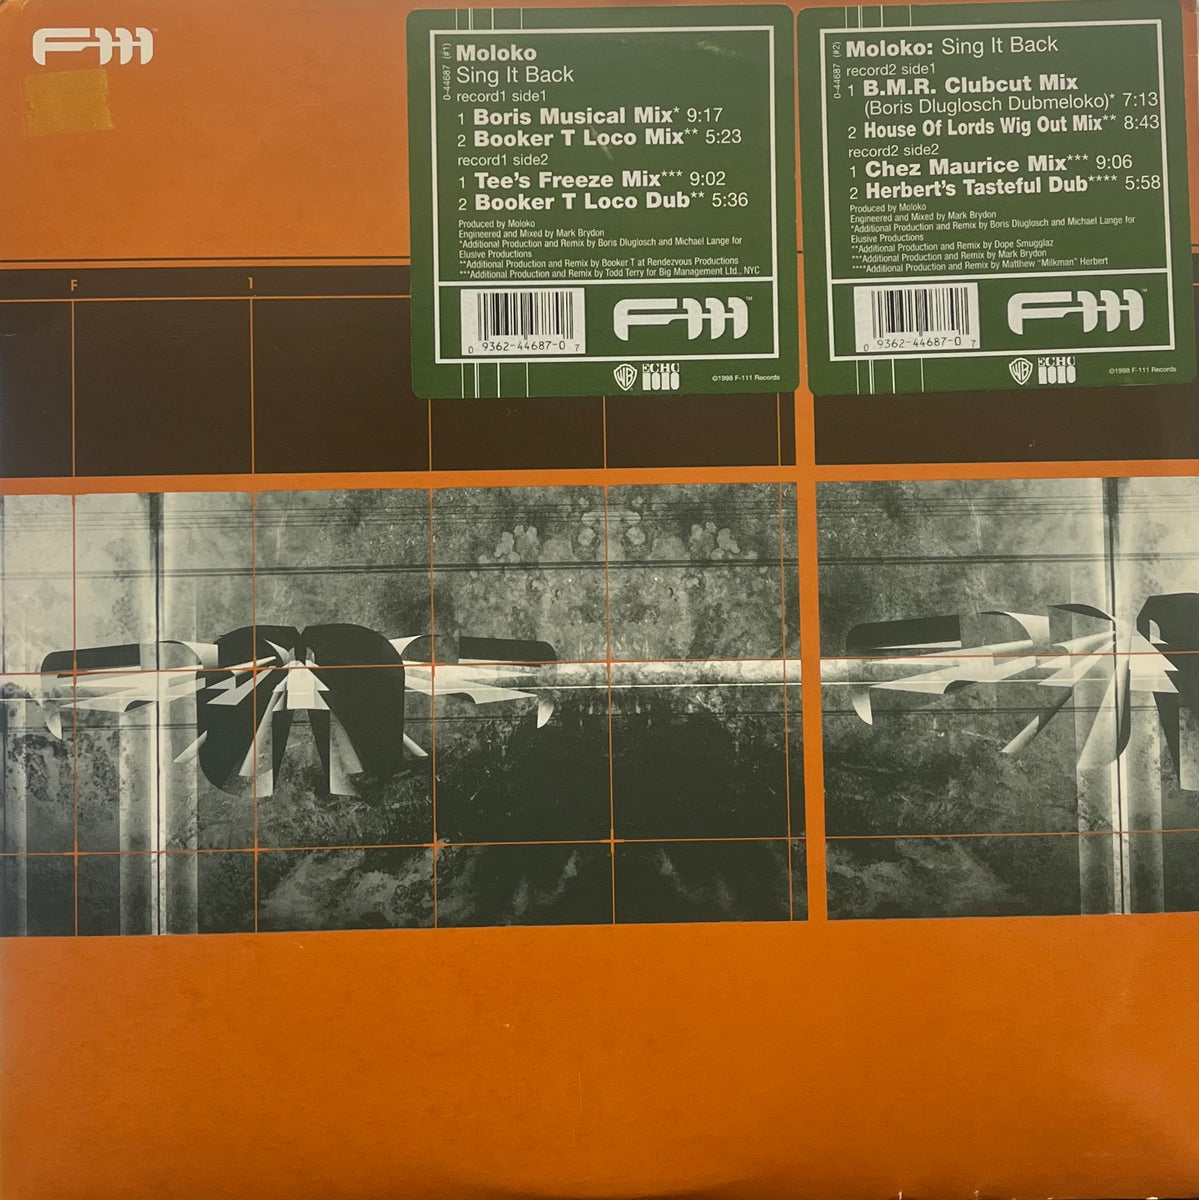 F-111™
F
1
0-44687 (#1)
Moloko
Sing It Back
record1 side1
1 Boris Musical Mix* 9:17
2 Booker T Loco Mix** 5:23
record1 side2
1 Tee's Freeze Mix*** 9:02
2 Booker T Loco Dub** 5:36
Produced by Moloko
Engineered and Mixed by Mark Brydon
*Additional Production and Remix by Boris Dluglosch and Michael Lange for
Elusive Productions
**Additional Production and Remix by Booker T at Rendezvous Productions
***Additional Production and Remix by Todd Terry for Big Management Ltd., NYC
0 9362-44687-0 7
F-111™
WB
ECHO
©1998 F-111 Records
0-44687 (#2)
Moloko: Sing It Back
record2 side1
1 B.M.R. Clubcut Mix
(Boris Dluglosch Dubmeloko)* 7:13
2 House Of Lords Wig Out Mix** 8:43
record2 side2
1 Chez Maurice Mix*** 9:06
2 Herbert's Tasteful Dub**** 5:58
Produced by Moloko
Engineered and Mixed by Mark Brydon
*Additional Production and Remix by Boris Dluglosch and Michael Lange for
Elusive Productions
**Additional Production and Remix by Dope Smugglaz
***Additional Production and Remix by Mark Brydon
****Additional Production and Remix by Matthew "Milkman" Herbert
0 9362-44687-0 7
F-111™
WB
ECHO
©1998 F-111 Records